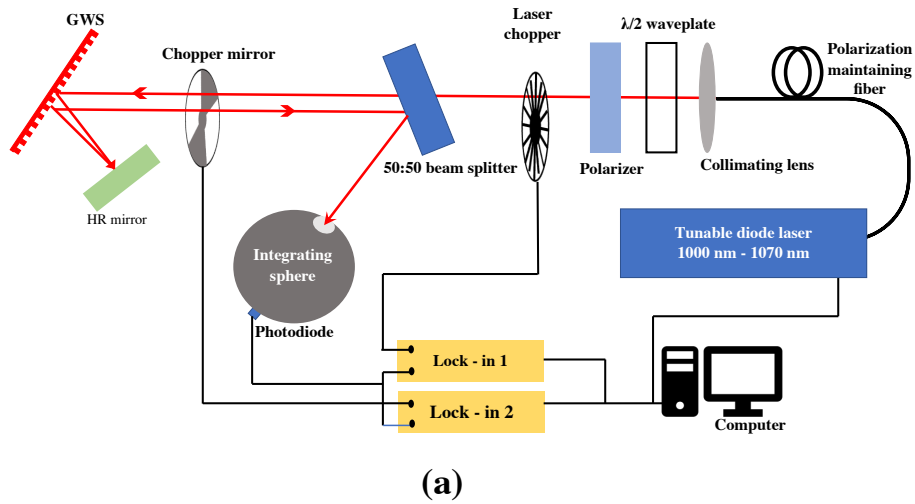 GWS
Chopper mirror
Laser
chopper
λ/2 waveplate
Polarization
maintaining
fiber
50:50 beam splitter
Polarizer
Collimating lens
HR mirror
Integrating
sphere
Tunable diode laser
1000 nm - 1070 nm
Photodiode
Lock - in 1
Lock - in 2
Computer
(a)